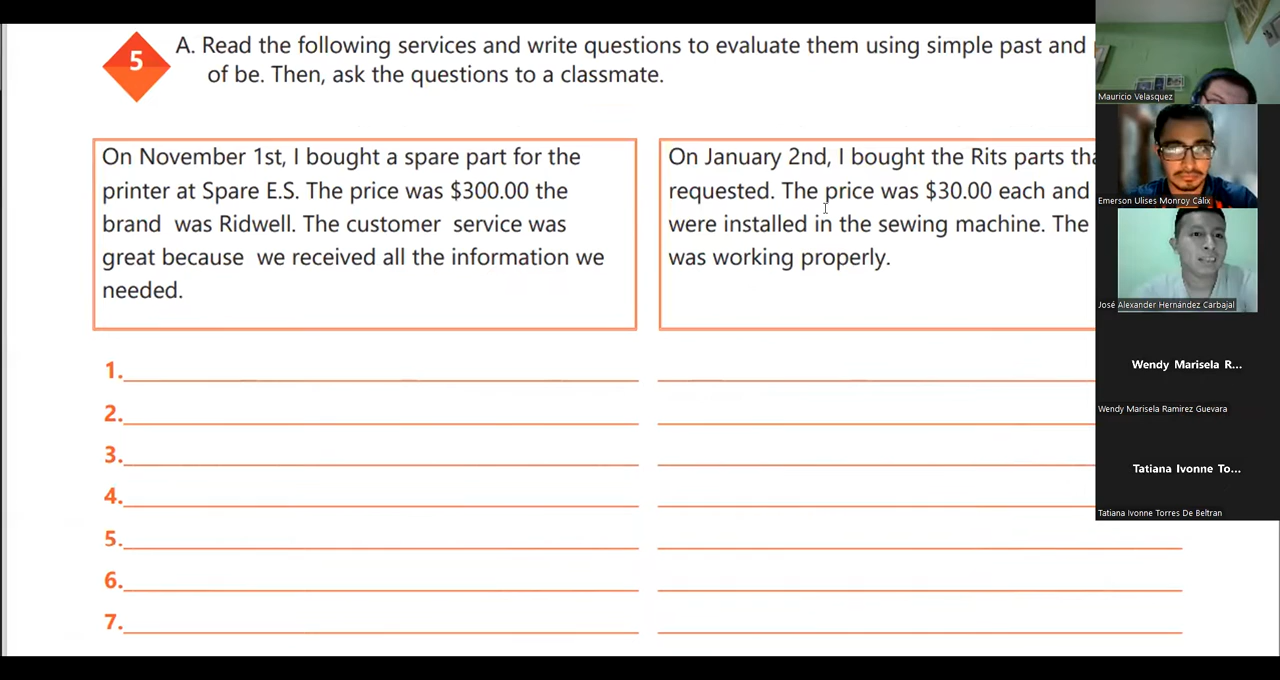 5
A. Read the following services and write questions to evaluate them using simple past and
of be. Then, ask the questions to a classmate.
On November 1st, I bought a spare part for the
printer at Spare E.S. The price was $300.00 the
brand was Ridwell. The customer service was
great because we received all the information we
needed.
On January 2nd, I bought the Rits parts
requested. The price was $30.00 each and
were installed in the sewing machine. The
was working properly.
1.
2.
3.
4.
5.
6.
7.
Mauricio Velasquez
Emerson Ulises Monroy Cálix
José Alexander Hernández Carbajal
Wendy Marisela R...
Wendy Marisela Ramirez Guevara
Tatiana Ivonne To...
Tatiana Ivonne Torres De Beltran